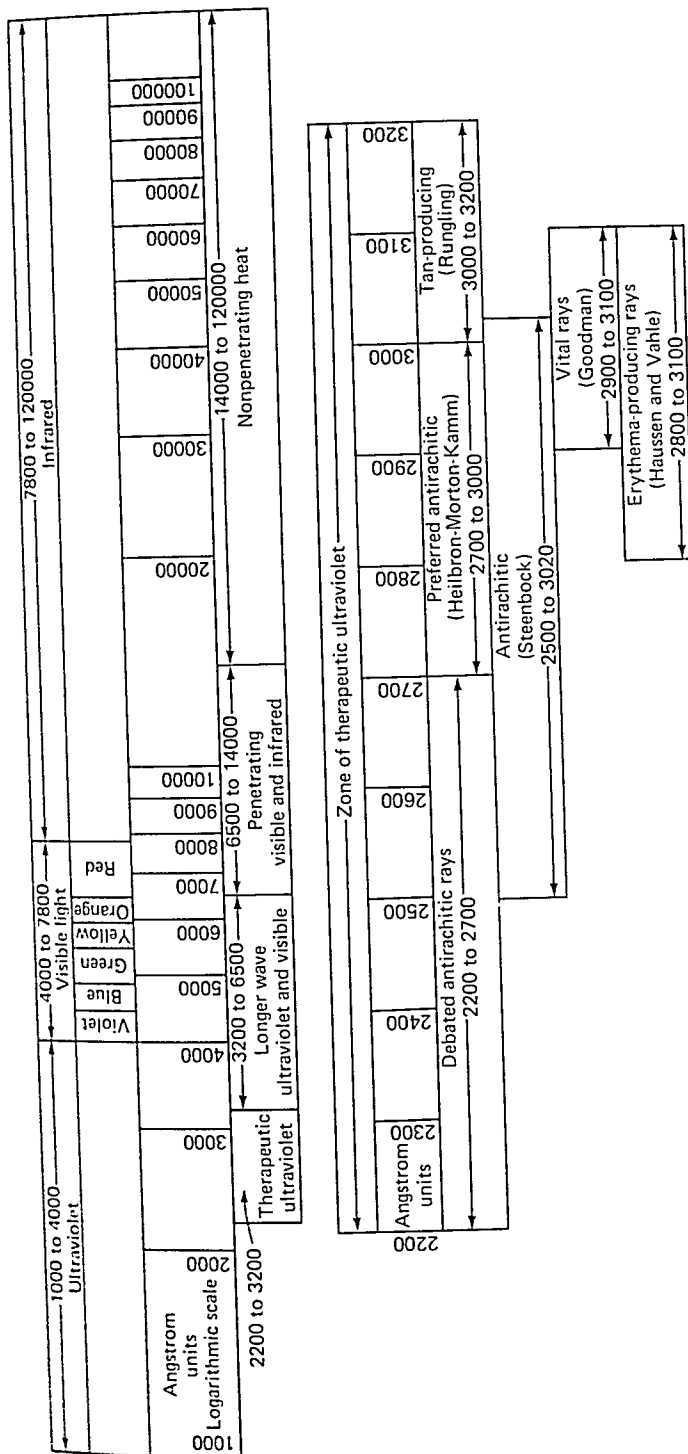 1000 to 4000
Ultraviolet
4000 to 7800
Visible light
7800 to 120000
Infrared
Violet
Blue
Green
Yellow
Orange
Red
Angstrom
units
Logarithmic scale
1000
2000
3000
4000
5000
6000
7000
8000
9000
10000
20000
30000
40000
50000
60000
70000
80000
90000
100000
2200 to 3200
Therapeutic
ultraviolet
3200 to 6500
Longer wave
ultraviolet and visible
6500 to 14000
Penetrating
visible and infrared
14000 to 120000
Nonpenetrating heat
Zone of therapeutic ultraviolet
Angstrom
units
2200
2300
2400
2500
2600
2700
2800
2900
3000
3100
3200
Debated antirachitic rays
2200 to 2700
Preferred antirachitic
(Heilbron-Morton-Kamm)
2700 to 3000
Tan-producing
(Rungling)
3000 to 3200
Antirachitic
(Steenbock)
2500 to 3020
Vital rays
(Goodman)
2900 to 3100
Erythema-producing rays
(Haussen and Vahle)
2800 to 3100